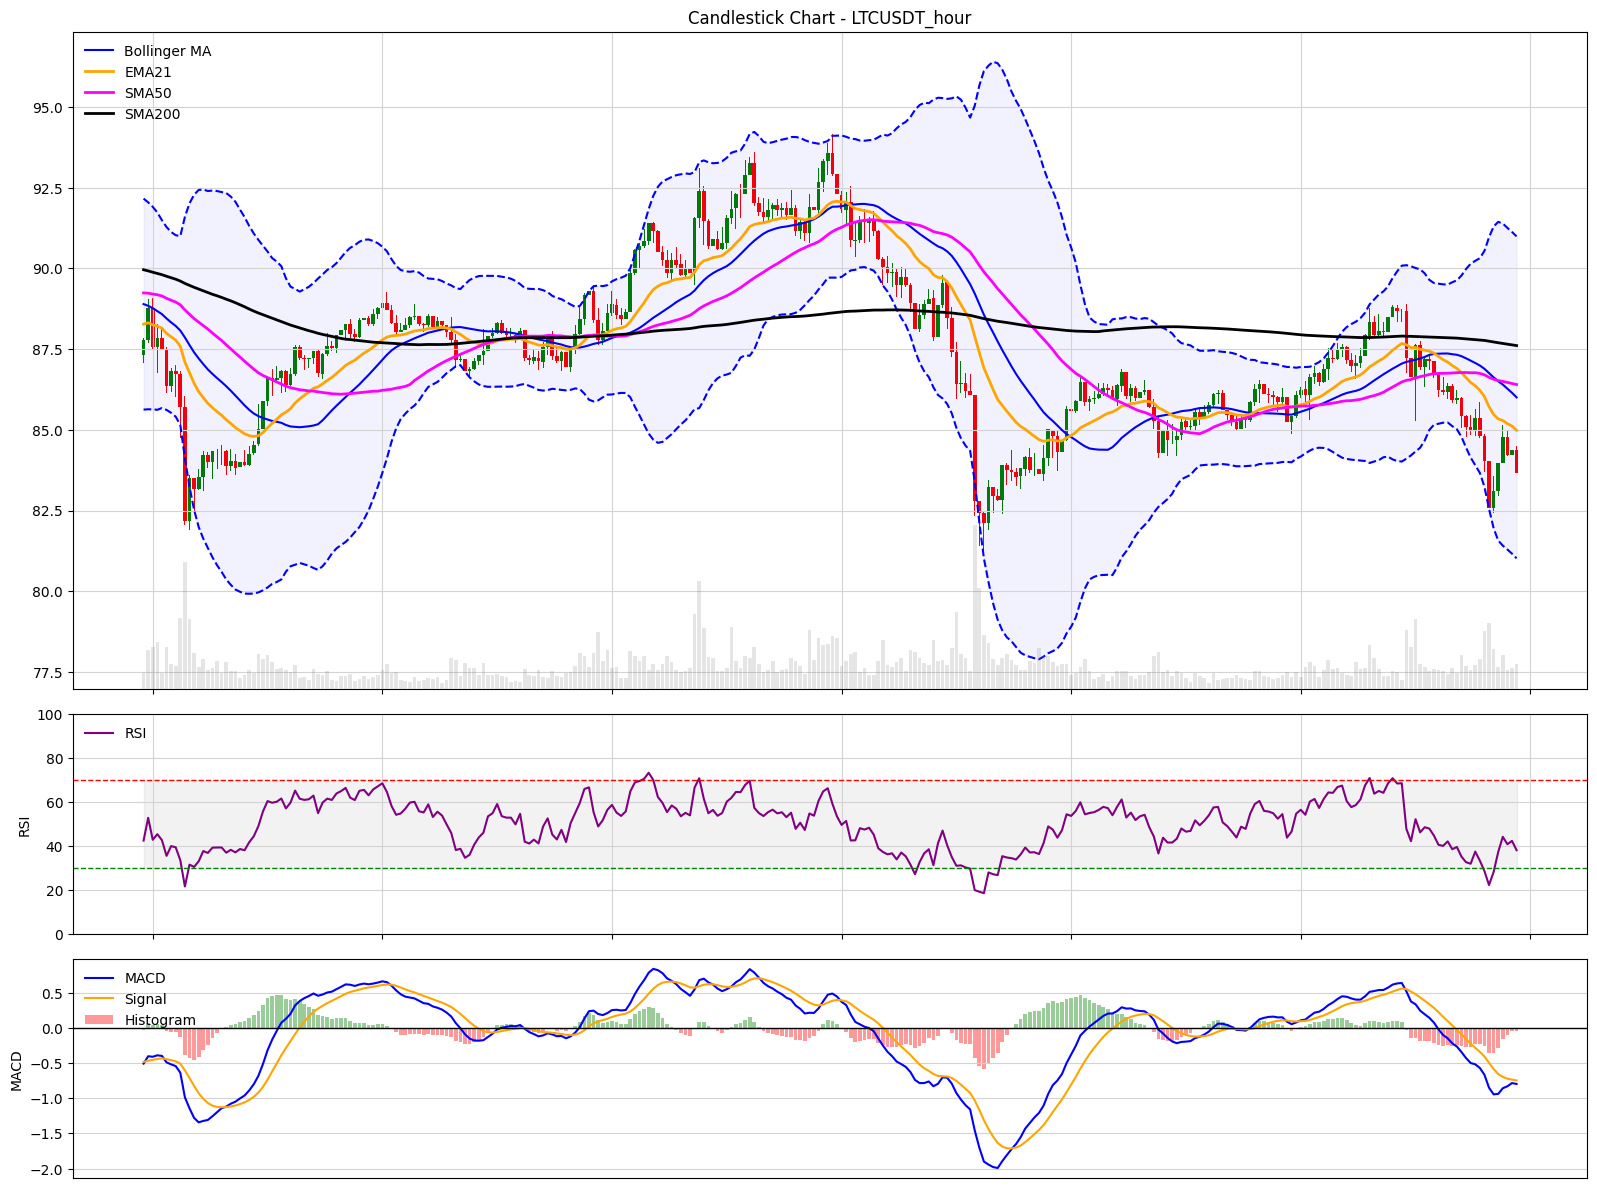 Candlestick Chart - LTCUSDT_hour
Bollinger MA
EMA21
SMA50
SMA200
95.0
92.5
90.0
87.5
85.0
82.5
80.0
77.5
RSI
100
80
60
40
20
0
RSI
MACD
Signal
Histogram
0.5
0.0
−0.5
−1.0
−1.5
−2.0
MACD